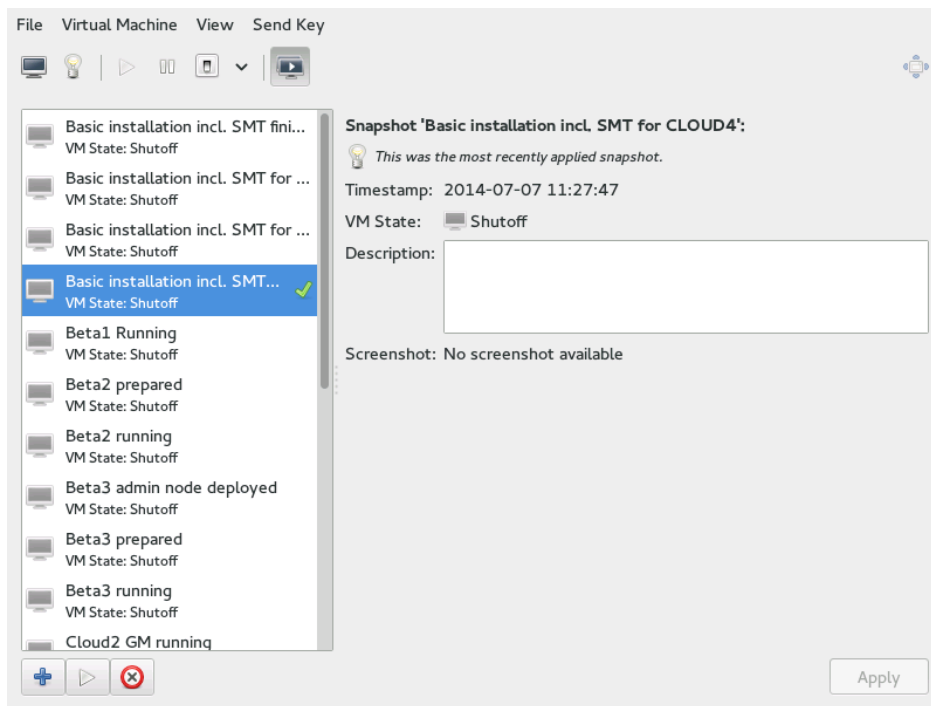 File Virtual Machine View Send Key
Basic installation incl. SMT fini...
VM State: Shutoff
Basic installation incl. SMT for ...
VM State: Shutoff
Basic installation incl. SMT for ...
VM State: Shutoff
Basic installation incl. SMT...
VM State: Shutoff
Beta1 Running
VM State: Shutoff
Beta2 prepared
VM State: Shutoff
Beta2 running
VM State: Shutoff
Beta3 admin node deployed
VM State: Shutoff
Beta3 prepared
VM State: Shutoff
Beta3 running
VM State: Shutoff
Cloud2 GM running
Snapshot 'Basic installation incl. SMT for CLOUD4':
This was the most recently applied snapshot.
Timestamp: 2014-07-07 11:27:47
VM State: Shutoff
Description:
Screenshot: No screenshot available
Apply